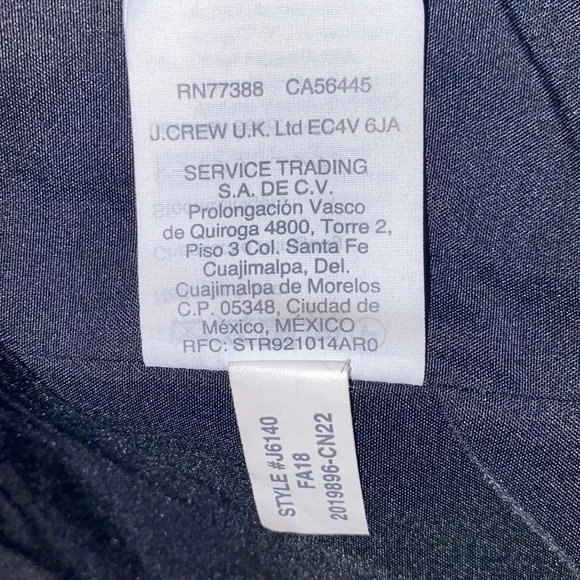 RN77388 CA56445
J.CREW U.K. Ltd EC4V 6JA
SERVICE TRADING
S.A. DE C.V.
Prolongación Vasco
de Quiroga 4800, Torre 2,
Piso 3 Col. Santa Fe
Cuajimalpa, Del.
Cuajimalpa de Morelos
C.P. 05348, Ciudad de
México, MÉXICO
RFC: STR921014AR0
STYLE #J6140
FA18
2019896-CN22